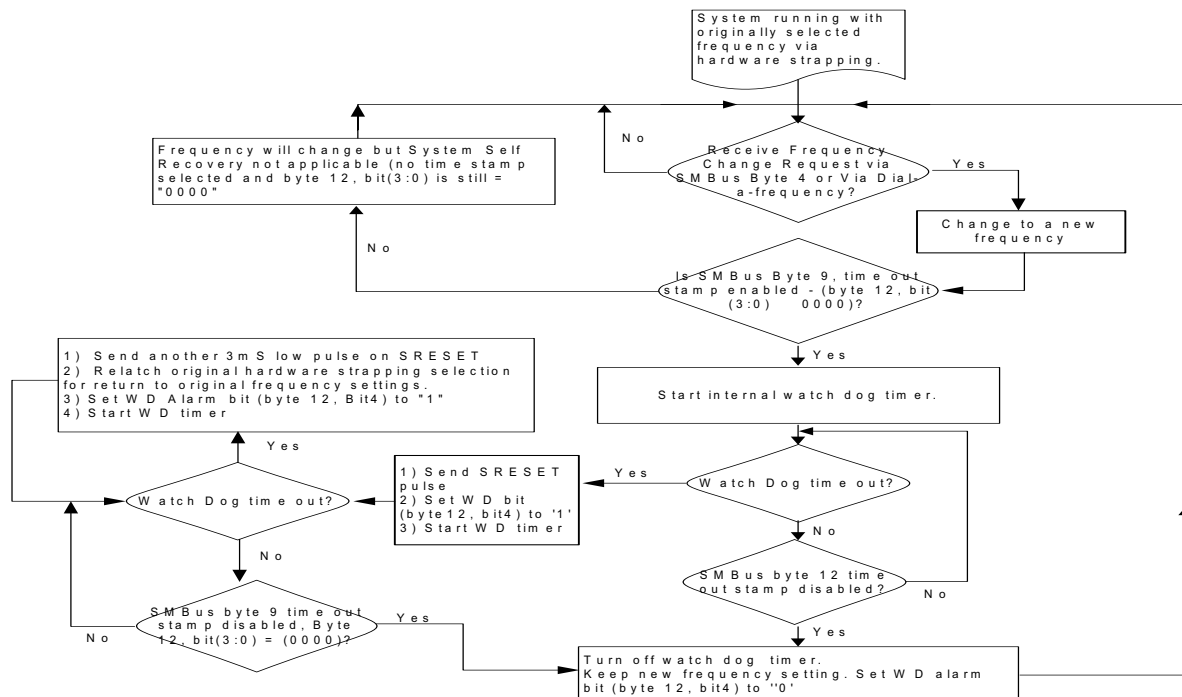 System running with
originally selected
frequency via
hardware strapping.
No
Receive Frequency
Change Request via
SMBus Byte 4 or Via Dial-
a-frequency?
Yes
Frequency will change but System Self
Recovery not applicable (no time stamp
selected and byte 12, bit(3:0) is still =
"0000"
Change to a new
frequency
No
Is SMBus Byte 9, time out
stamp enabled - (byte 12, bit
(3:0) 0000)?
Yes
1) Send another 3mS low pulse on SRESET
2) Relatch original hardware strapping selection
for return to original frequency settings.
3) Set WD Alarm bit (byte 12, Bit4) to "1"
4) Start WD timer
Start internal watch dog timer.
Yes
Watch Dog time out?
1) Send SRESET
pulse
2) Set WD bit
(byte12, bit4) to '1'
3) Start WD timer
Yes
Watch Dog time out?
No
No
SMBus byte 12 time
out stamp disabled?
No
SMBus byte 9 time out
stamp disabled, Byte
12, bit(3:0) = (0000)?
No
Yes
Yes
Turn off watch dog timer.
Keep new frequency setting. Set WD alarm
bit (byte 12, bit4) to ''0'